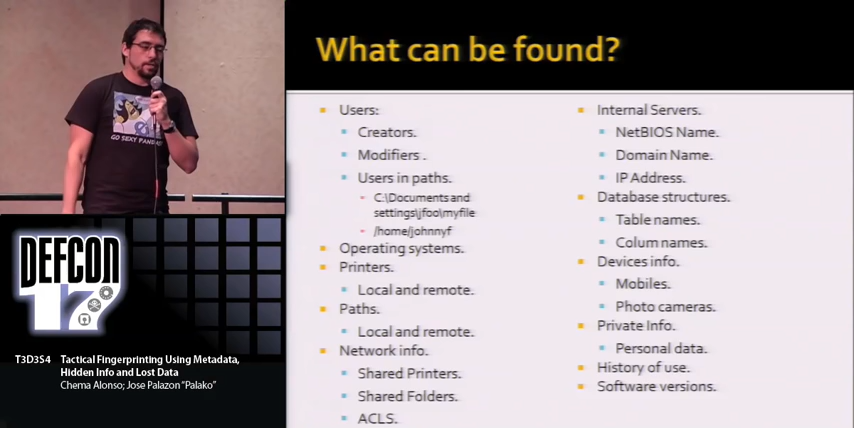 What can be found?
Users:
Creators.
Modifiers .
Users in paths.
C:\Documents and
settings\jfoo\myfile
/home/johnnyf
Operating systems.
Printers.
Local and remote.
Paths.
Local and remote.
Network info.
Shared Printers.
Shared Folders.
ACLS.
Internal Servers.
NetBIOS Name.
Domain Name.
IP Address.
Database structures.
Table names.
Colum names.
Devices info.
Mobiles.
Photo cameras.
Private Info.
Personal data.
History of use.
Software versions.
DEFCON
17
T3D3S4 Tactical Fingerprinting Using Metadata,
Hidden Info and Lost Data
Chema Alonso; Jose Palazon "Palako"